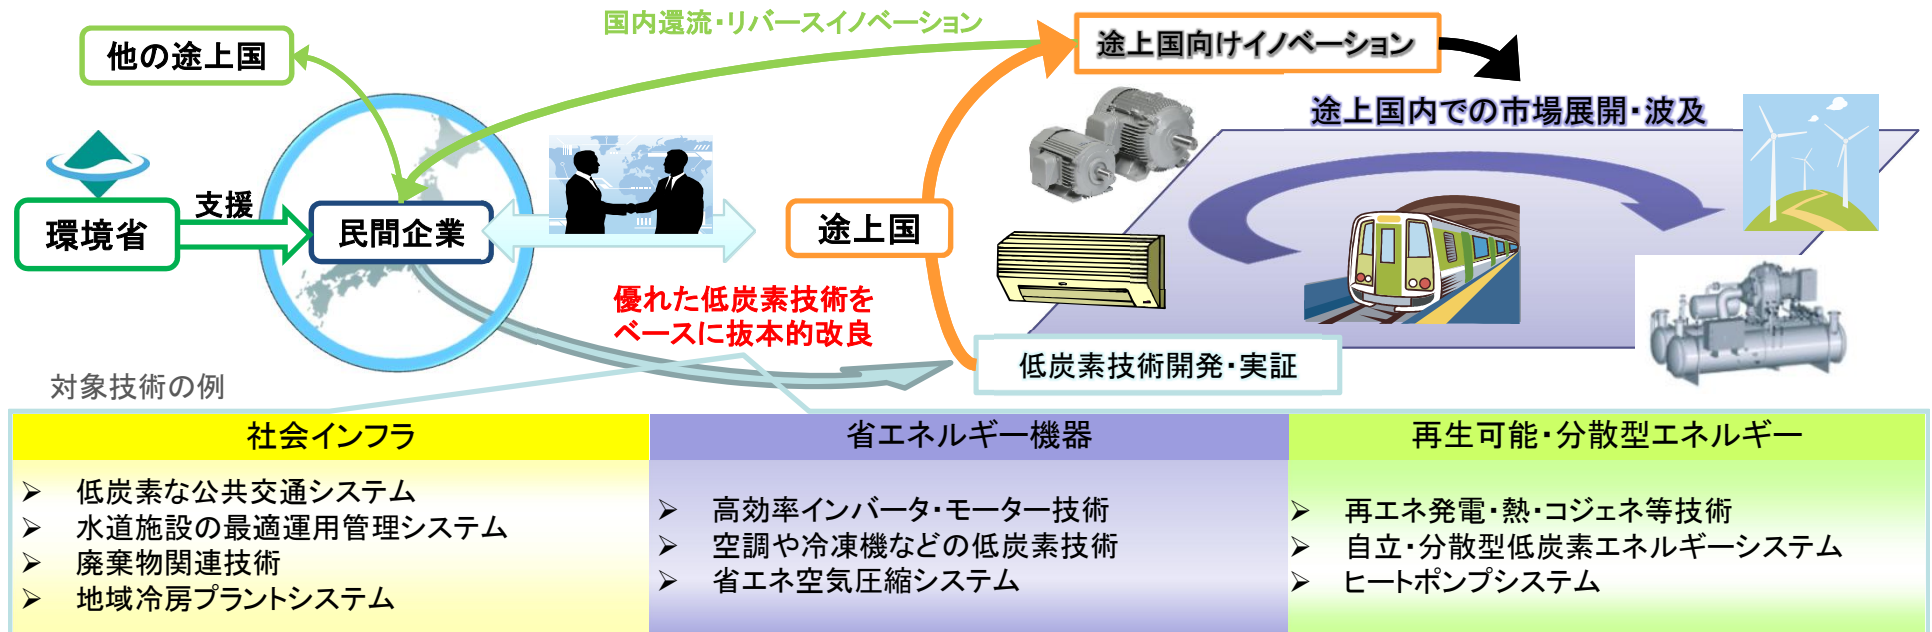 国内還流・リバースイノベーション
他の途上国
途上国向けイノベーション
途上国内での市場展開・波及
支援
環境省
民間企業
途上国
優れた低炭素技術を
ベースに抜本的改良
低炭素技術開発・実証
対象技術の例
社会インフラ
➢ 低炭素な公共交通システム
➢ 水道施設の最適運用管理システム
➢ 廃棄物関連技術
➢ 地域冷房プラントシステム
省エネルギー機器
➢ 高効率インバータ・モーター技術
➢ 空調や冷凍機などの低炭素技術
➢ 省エネ空気圧縮システム
再生可能・分散型エネルギー
➢ 再エネ発電・熱・コジェネ等技術
➢ 自立・分散型低炭素エネルギーシステム
➢ ヒートポンプシステム